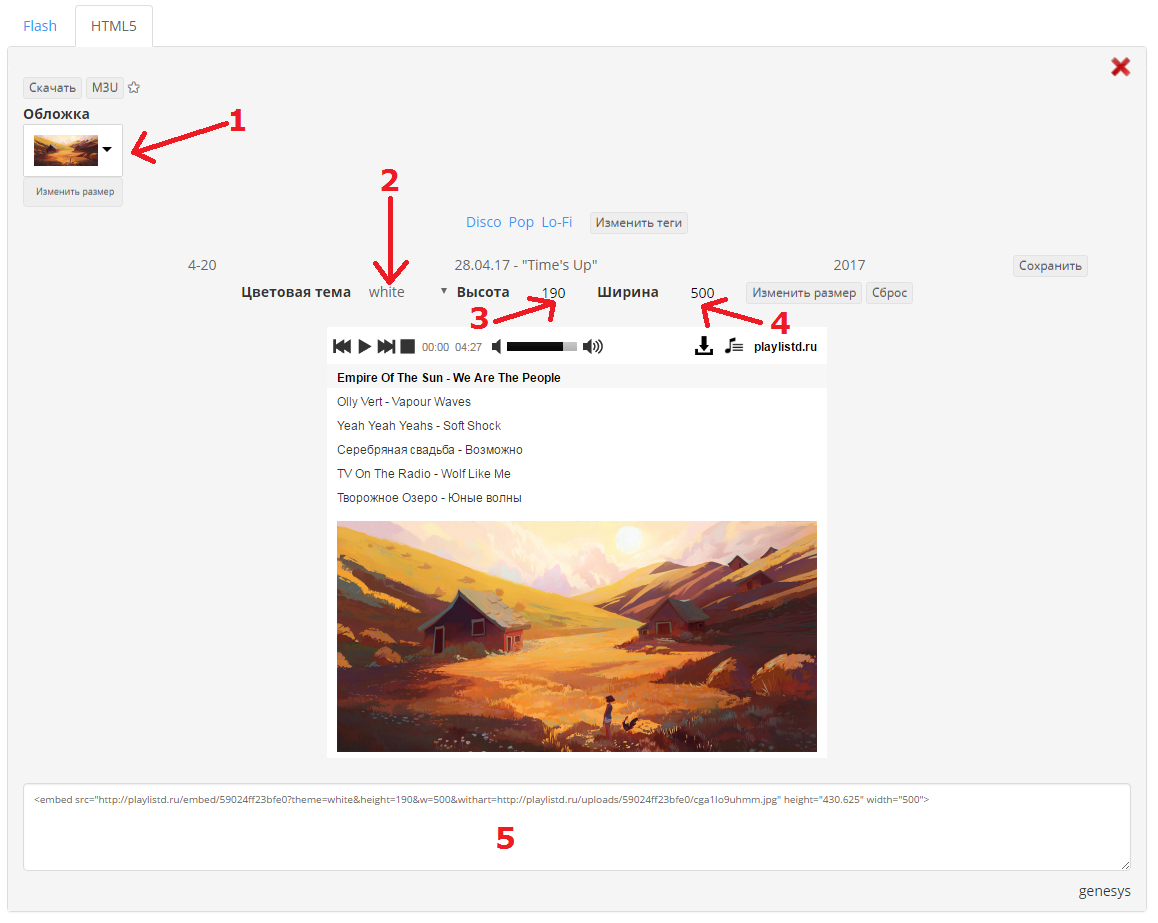 Flash HTML5
Скачать M3U
Обложка
1
Изменить размер
2
Disco Pop Lo-Fi Изменить теги
4-20 28.04.17 - "Time's Up" 2017 Сохранить
Цветовая тема white Высота 190 Ширина 500 Изменить размер Сброс
3 4
00:00 04:27 playlistd.ru
Empire Of The Sun - We Are The People
Olly Vert - Vapour Waves
Yeah Yeah Yeahs - Soft Shock
Серебряная свадьба - Возможно
TV On The Radio - Wolf Like Me
Творожное Озеро - Юные волны
<embed src="http://playlistd.ru/embed/59024ff23bfe0?theme=white&height=190&w=500&withart=http://playlistd.ru/uploads/59024ff23bfe0/cga1lo9uhmm.jpg" height="430.625" width="500">
5
genesys